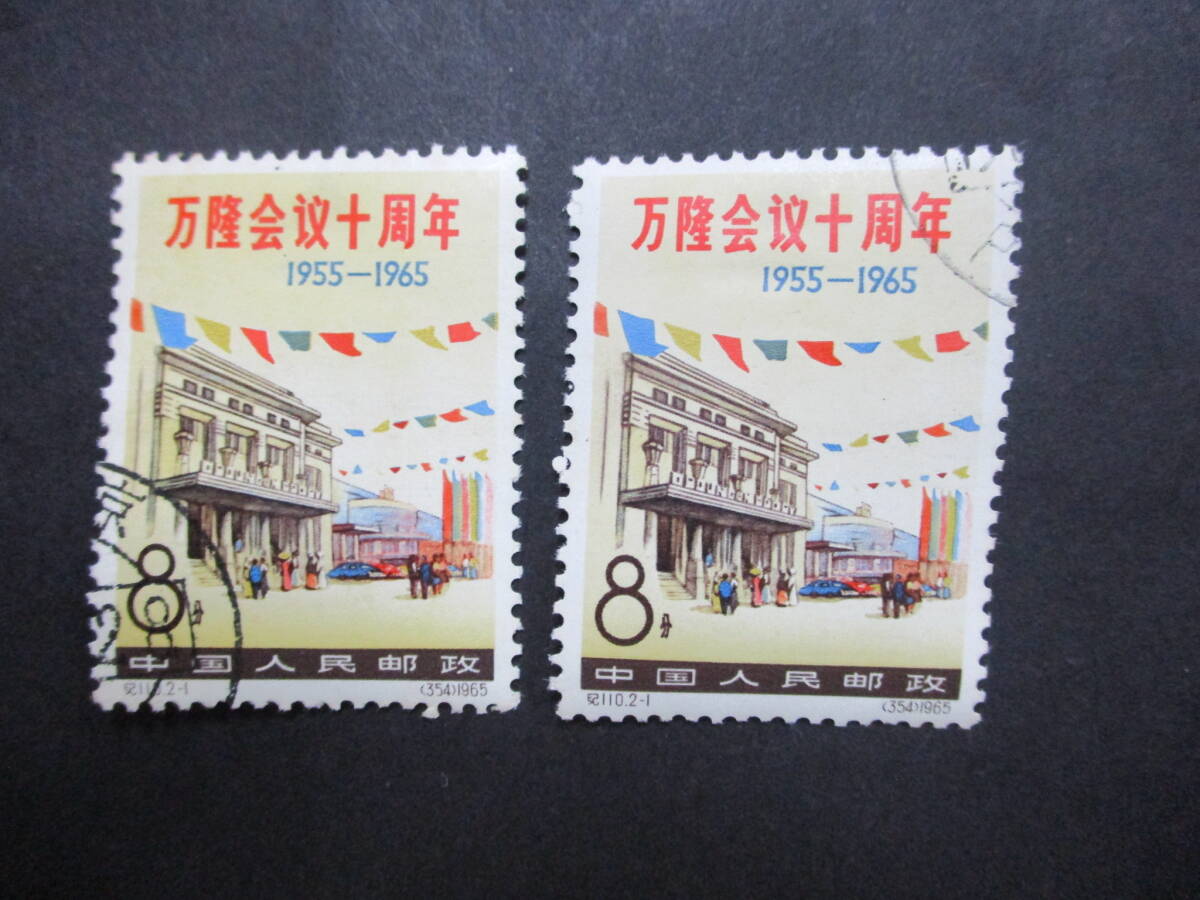 万隆会议十周年
1955—1965
8分
中国人民邮政
纪110.2-1 (354)1965
万隆会议十周年
1955—1965
8分
中国人民邮政
纪110.2-1 (354)1965